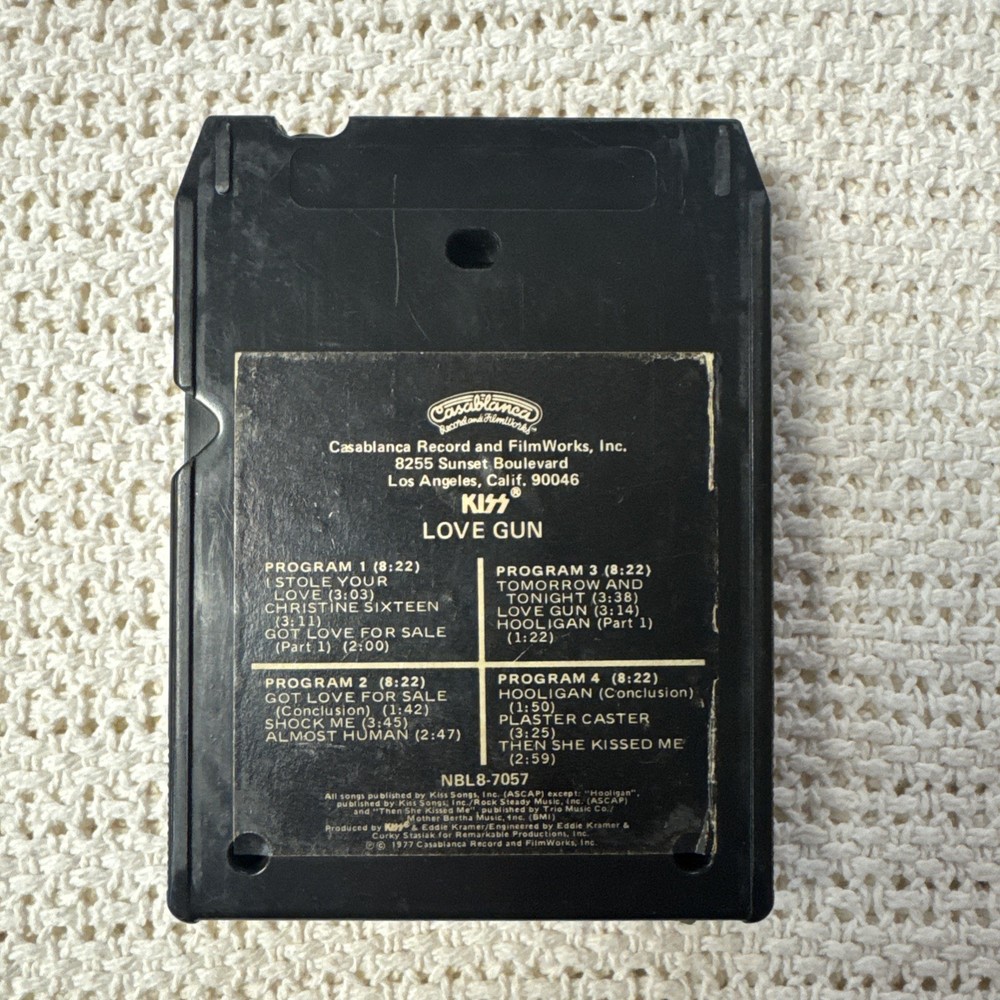 Casablanca
Record and FilmWorks™
Casablanca Record and FilmWorks, Inc.
8255 Sunset Boulevard
Los Angeles, Calif. 90046
KISS®
LOVE GUN
PROGRAM 1 (8:22)
I STOLE YOUR
LOVE (3:03)
CHRISTINE SIXTEEN
(3:11)
GOT LOVE FOR SALE
(Part 1) (2:00)
PROGRAM 2 (8:22)
GOT LOVE FOR SALE
(Conclusion) (1:42)
SHOCK ME (3:45)
ALMOST HUMAN (2:47)
PROGRAM 3 (8:22)
TOMORROW AND
TONIGHT (3:38)
LOVE GUN (3:14)
HOOLIGAN (Part 1)
(1:22)
PROGRAM 4 (8:22)
HOOLIGAN (Conclusion)
(1:50)
PLASTER CASTER
(3:25)
THEN SHE KISSED ME
(2:59)
NBL8-7057
All songs published by Kiss Songs, Inc. (ASCAP) except: "Hooligan",
published by Kiss Songs, Inc./Rock Steady Music, Inc. (ASCAP)
and "Then She Kissed Me", published by Trio Music Co./
Mother Bertha Music, Inc. (BMI)
Produced by KISS® & Eddie Kramer/Engineered by Eddie Kramer &
Corky Stasiak for Remarkable Productions, Inc.
℗ © 1977 Casablanca Record and FilmWorks, Inc.